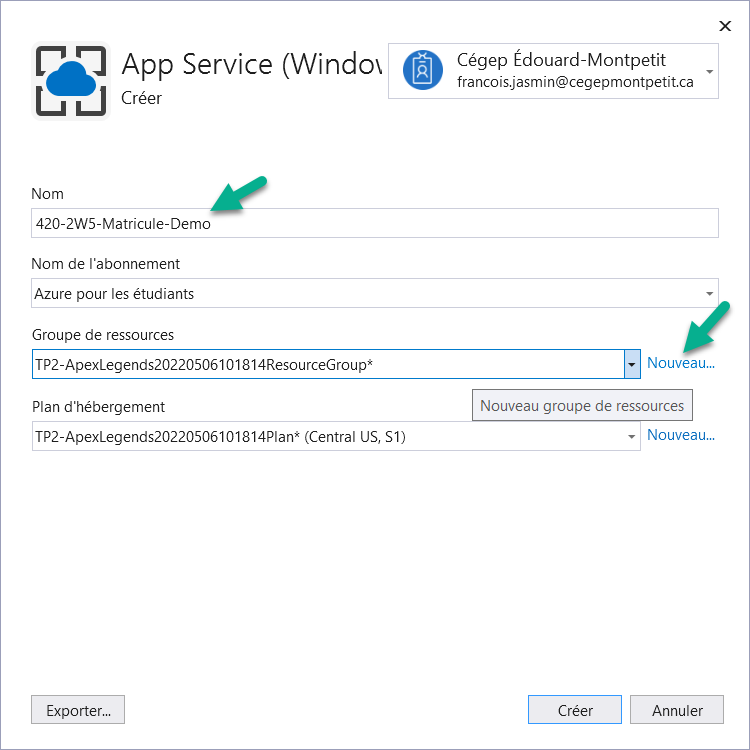 App Service (Window
Créer
Cégep Édouard-Montpetit
francois.jasmin@cegepmontpetit.ca
Nom
420-2W5-Matricule-Demo
Nom de l'abonnement
Azure pour les étudiants
Groupe de ressources
TP2-ApexLegends20220506101814ResourceGroup*
Nouveau...
Nouveau groupe de ressources
Plan d'hébergement
TP2-ApexLegends20220506101814Plan* (Central US, S1)
Nouveau...
Exporter...
Créer
Annuler